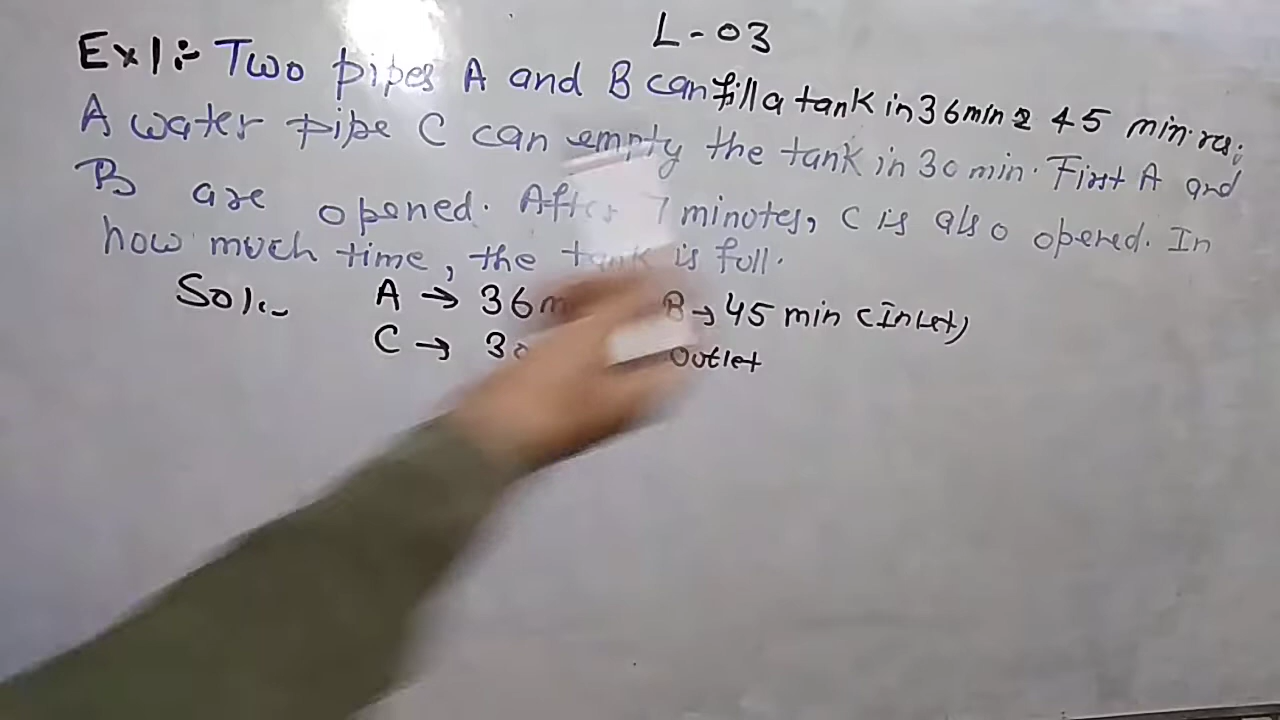 L-03
Ex1:- Two pipes A and B can fill a tank in 36 min & 45 min. res.
A water pipe C can empty the tank in 30 min. First A and
B are opened. After 7 minutes, C is also opened. In
how much time, the tank is full.
Sol:- A → 36 B → 45 min (Inlet)
C → outlet